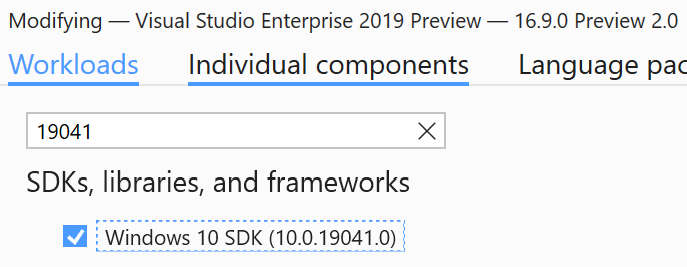 Modifying — Visual Studio Enterprise 2019 Preview — 16.9.0 Preview 2.0
Workloads Individual components Language pac
19041
SDKs, libraries, and frameworks
Windows 10 SDK (10.0.19041.0)